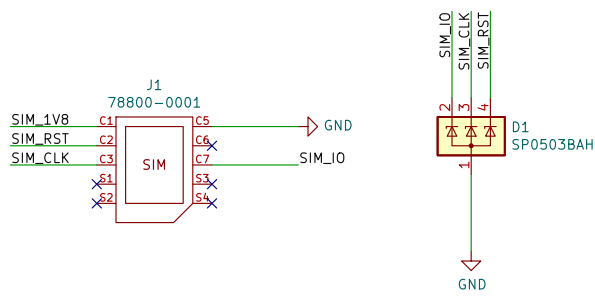 J1
78800-0001
SIM_1V8 C1 C5 GND
SIM_RST C2 C6
SIM_CLK C3 SIM C7 SIM_IO
S1 S3
S2 S4
SIM_IO
SIM_CLK
SIM_RST
2 3 4
D1
SP0503BAH
1
GND